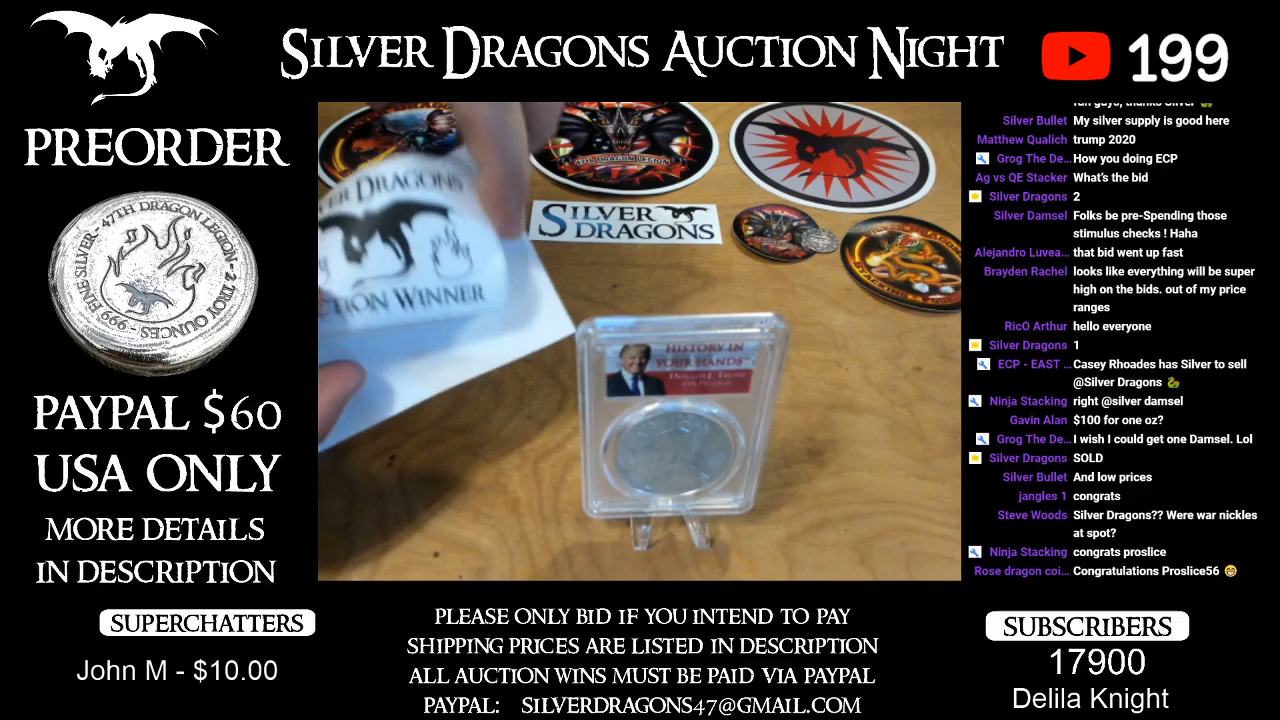 SILVER DRAGONS AUCTION NIGHT
199
PREORDER
999 FINE SILVER - 47TH DRAGON LEGION - 2 TROY OUNCES
PAYPAL $60
USA ONLY
MORE DETAILS
IN DESCRIPTION
SUPERCHATTERS
John M - $10.00
DRAGONS
WINNER
47TH DRAGON LEGION
SILVER
DRAGONS
HISTORY IN
YOUR HANDS™
DONALD J. TRUMP
Silver Bullet My silver supply is good here
Matthew Qualich trump 2020
Grog The De... How you doing ECP
Ag vs QE Stacker What's the bid
Silver Dragons 2
Silver Damsel Folks be pre-Spending those
stimulus checks ! Haha
Alejandro Luvea... that bid went up fast
Brayden Rachel looks like everything will be super
high on the bids. out of my price
ranges
RicO Arthur hello everyone
Silver Dragons 1
ECP - EAST ... Casey Rhoades has Silver to sell
@Silver Dragons 🐉
Ninja Stacking right @silver damsel
Gavin Alan $100 for one oz?
Grog The De... I wish I could get one Damsel. Lol
Silver Dragons SOLD
Silver Bullet And low prices
jangles 1 congrats
Steve Woods Silver Dragons?? Were war nickles
at spot?
Ninja Stacking congrats proslice
Rose dragon coi... Congratulations Proslice56 😁
PLEASE ONLY BID IF YOU INTEND TO PAY
SHIPPING PRICES ARE LISTED IN DESCRIPTION
ALL AUCTION WINS MUST BE PAID VIA PAYPAL
PAYPAL: SILVERDRAGONS47@GMAIL.COM
SUBSCRIBERS
17900
Delila Knight